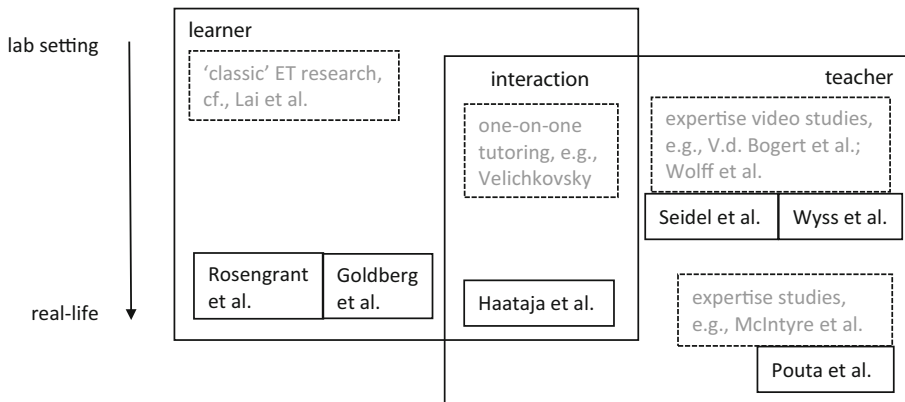 lab setting
real-life
learner
'classic' ET research,
cf., Lai et al.
Rosengrant
et al.
Goldberg
et al.
interaction
one-on-one
tutoring, e.g.,
Velichkovsky
Haataja et al.
teacher
expertise video studies,
e.g., V.d. Bogert et al.;
Wolff et al.
Seidel et al.
Wyss et al.
expertise studies,
e.g., McIntyre et al.
Pouta et al.